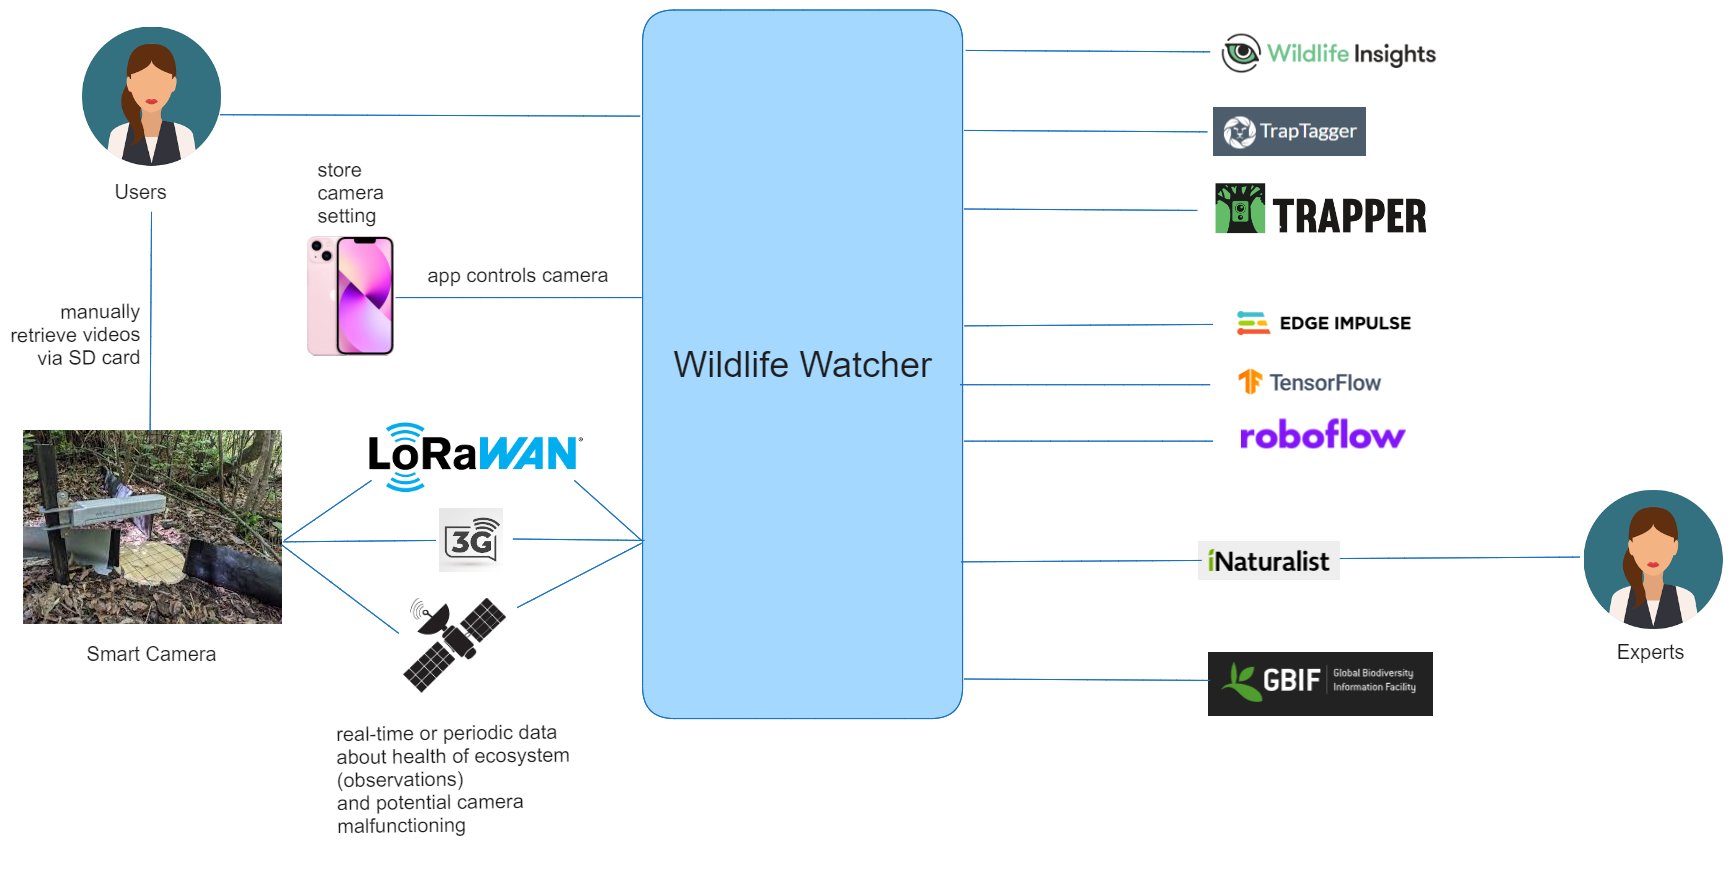 Users
store
camera
setting
app controls camera
manually
retrieve videos
via SD card
LoRaWAN
3G
Smart Camera
real-time or periodic data
about health of ecosystem
(observations)
and potential camera
malfunctioning
Wildlife Watcher
Wildlife Insights
TrapTagger
TRAPPER
EDGE IMPULSE
TensorFlow
roboflow
iNaturalist
Experts
GBIF
Global Biodiversity
Information Facility